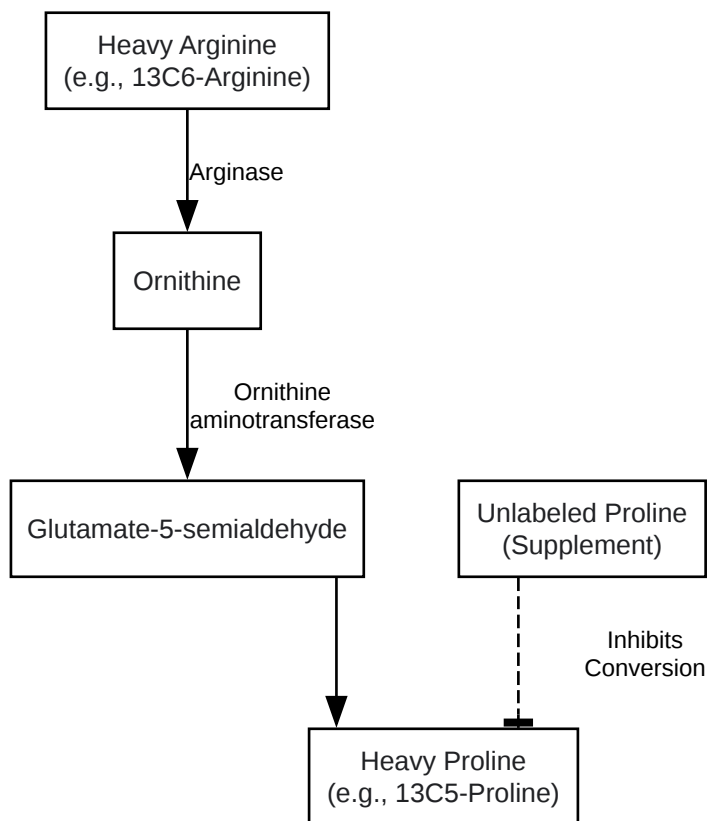 Heavy Arginine
(e.g., 13C6-Arginine)
Arginase
Ornithine
Ornithine
aminotransferase
Glutamate-5-semialdehyde
Unlabeled Proline
(Supplement)
Inhibits
Conversion
Heavy Proline
(e.g., 13C5-Proline)